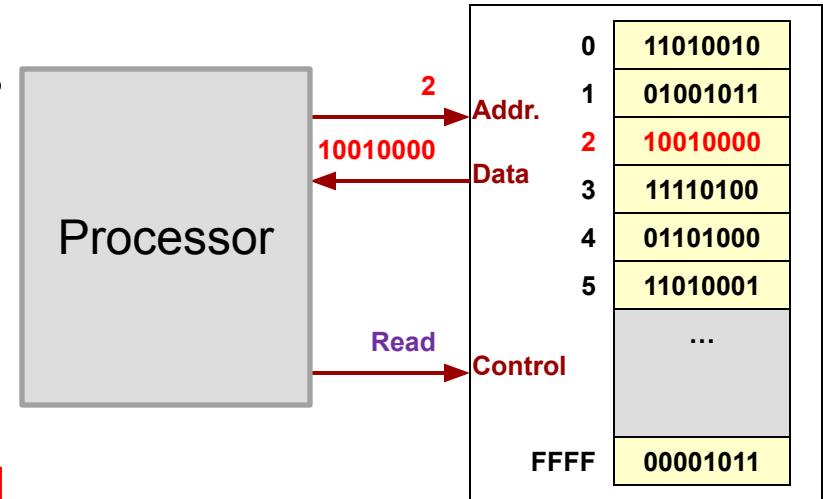 Processor
2
Addr.
10010000
Data
Read
Control
0 11010010
1 01001011
2 10010000
3 11110100
4 01101000
5 11010001
...
FFFF 00001011